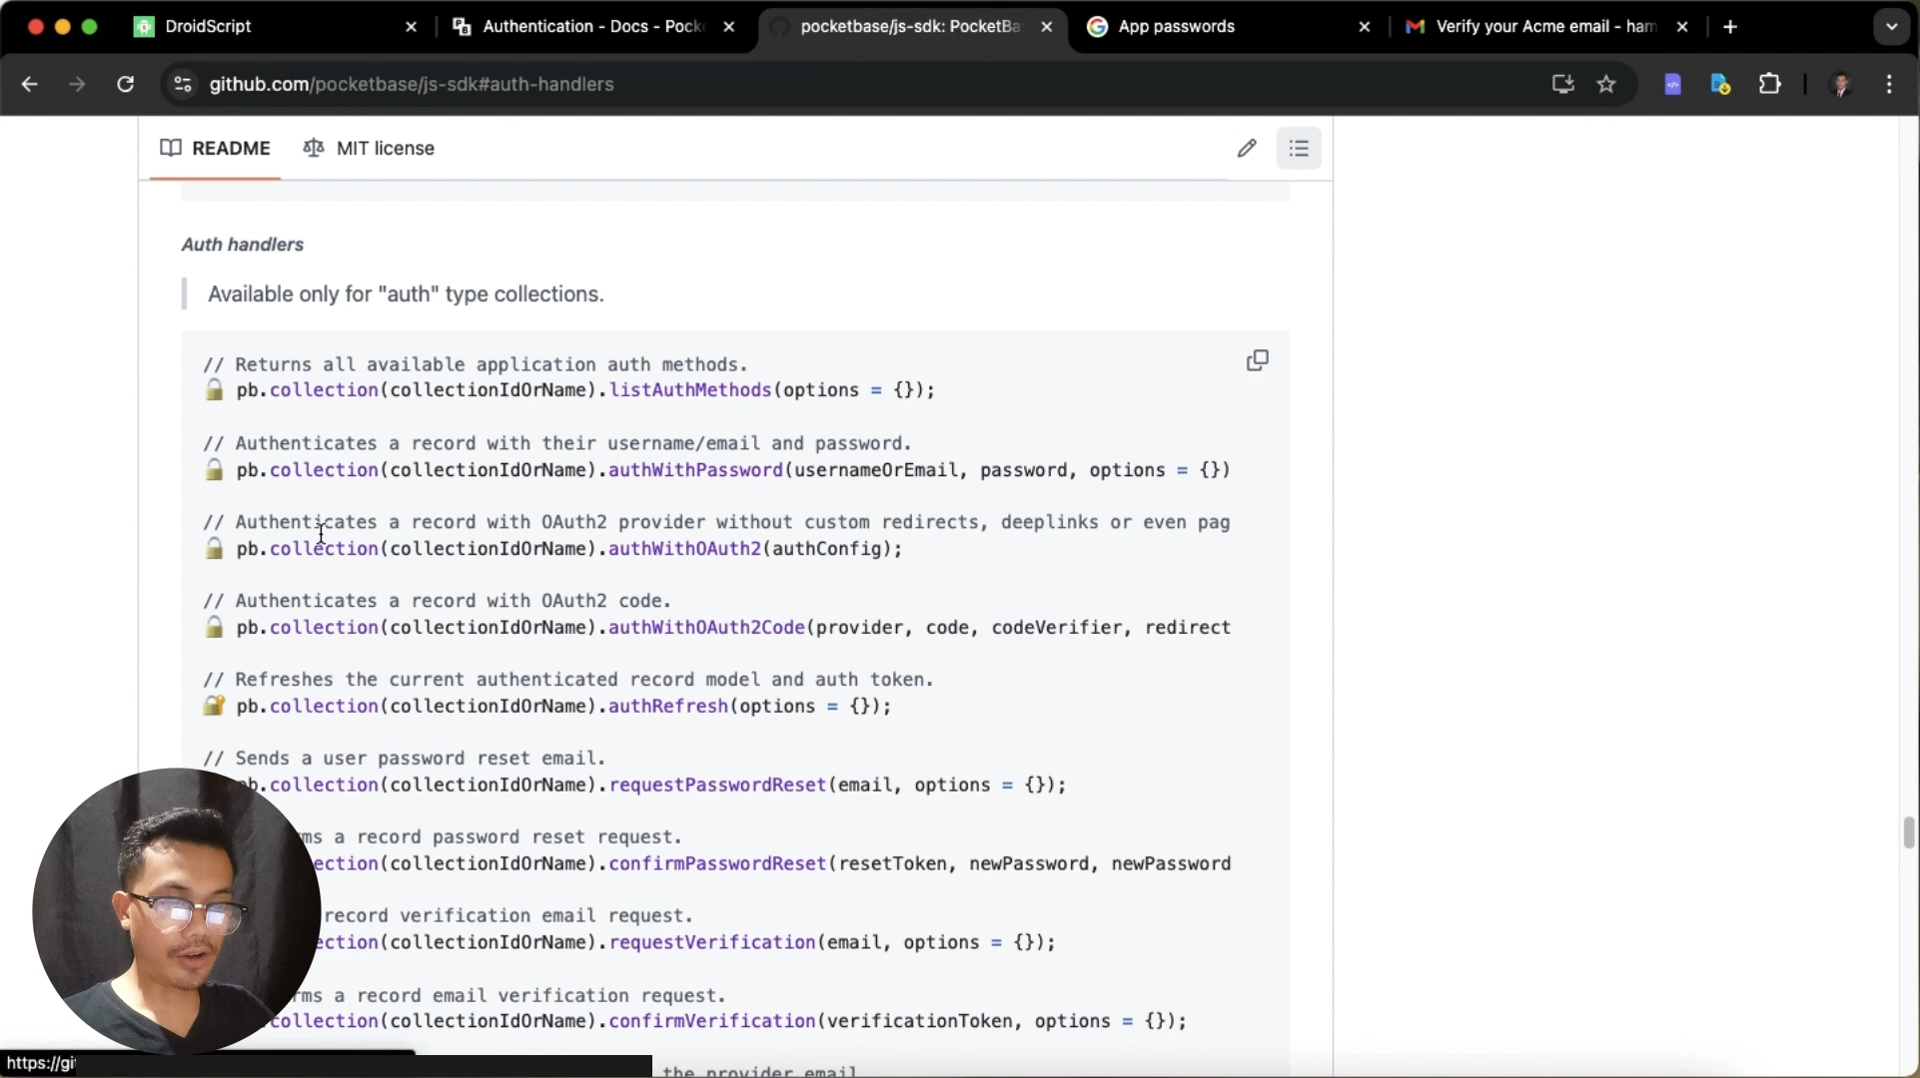 DroidScript
Authentication - Docs - Pocke
pocketbase/js-sdk: PocketBa
App passwords
Verify your Acme email - ham
github.com/pocketbase/js-sdk#auth-handlers
README
MIT license
Auth handlers
Available only for "auth" type collections.
// Returns all available application auth methods.
🔓 pb.collection(collectionIdOrName).listAuthMethods(options = {});
// Authenticates a record with their username/email and password.
🔓 pb.collection(collectionIdOrName).authWithPassword(usernameOrEmail, password, options = {})
// Authenticates a record with OAuth2 provider without custom redirects, deeplinks or even pag
🔓 pb.collection(collectionIdOrName).authWithOAuth2(authConfig);
// Authenticates a record with OAuth2 code.
🔓 pb.collection(collectionIdOrName).authWithOAuth2Code(provider, code, codeVerifier, redirect
// Refreshes the current authenticated record model and auth token.
🔐 pb.collection(collectionIdOrName).authRefresh(options = {});
// Sends a user password reset email.
pb.collection(collectionIdOrName).requestPasswordReset(email, options = {});
ms a record password reset request.
ection(collectionIdOrName).confirmPasswordReset(resetToken, newPassword, newPassword
record verification email request.
ection(collectionIdOrName).requestVerification(email, options = {});
rms a record email verification request.
collection(collectionIdOrName).confirmVerification(verificationToken, options = {});
https://git
the provider email